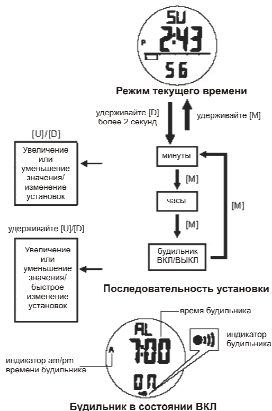 SU
P 2:43
56
Режим текущего времени
удерживайте [D]
более 2 секунд
удерживайте [M]
[U]/[D]
Увеличение
или
уменьшение
значения/
изменение
установок
минуты
[M]
часы
[M]
[M]
удерживайте [U]/[D]
Увеличение
или
уменьшение
значения/
быстрое
изменение
установок
будильник
ВКЛ/ВЫКЛ
Последовательность установки
время будильника
AL
A 7:00
ON
индикатор
будильника
индикатор am/pm
времени будильника
Будильник в состоянии ВКЛ